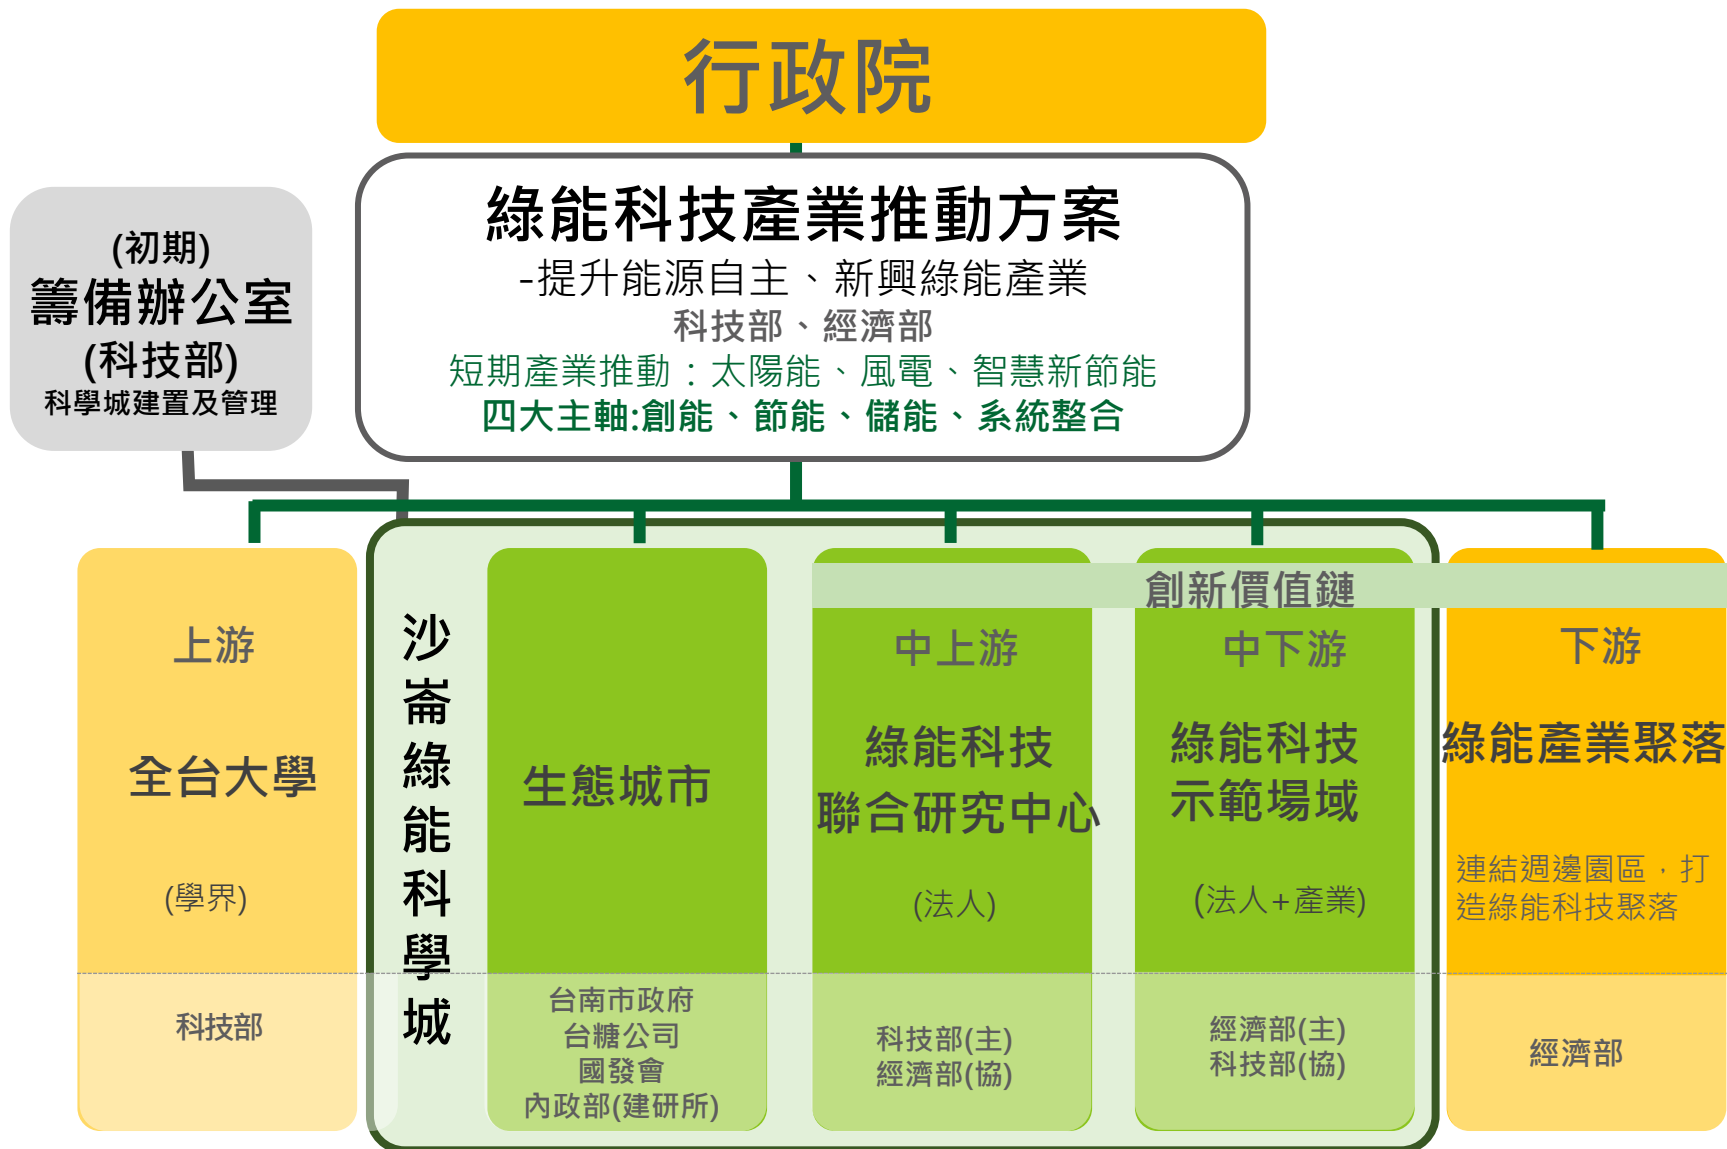 行政院
綠能科技產業推動方案
-提升能源自主、新興綠能產業
科技部、經濟部
短期產業推動：太陽能、風電、智慧新節能
四大主軸:創能、節能、儲能、系統整合
(初期)
籌備辦公室
(科技部)
科學城建置及管理
上游
全台大學
(學界)
科技部
沙崙綠能科學城
生態城市
台南市政府
台糖公司
國發會
內政部(建研所)
創新價值鏈
中上游
綠能科技
聯合研究中心
(法人)
科技部(主)
經濟部(協)
中下游
綠能科技
示範場域
(法人+產業)
經濟部(主)
科技部(協)
下游
綠能產業聚落
連結週邊園區，打
造綠能科技聚落
經濟部